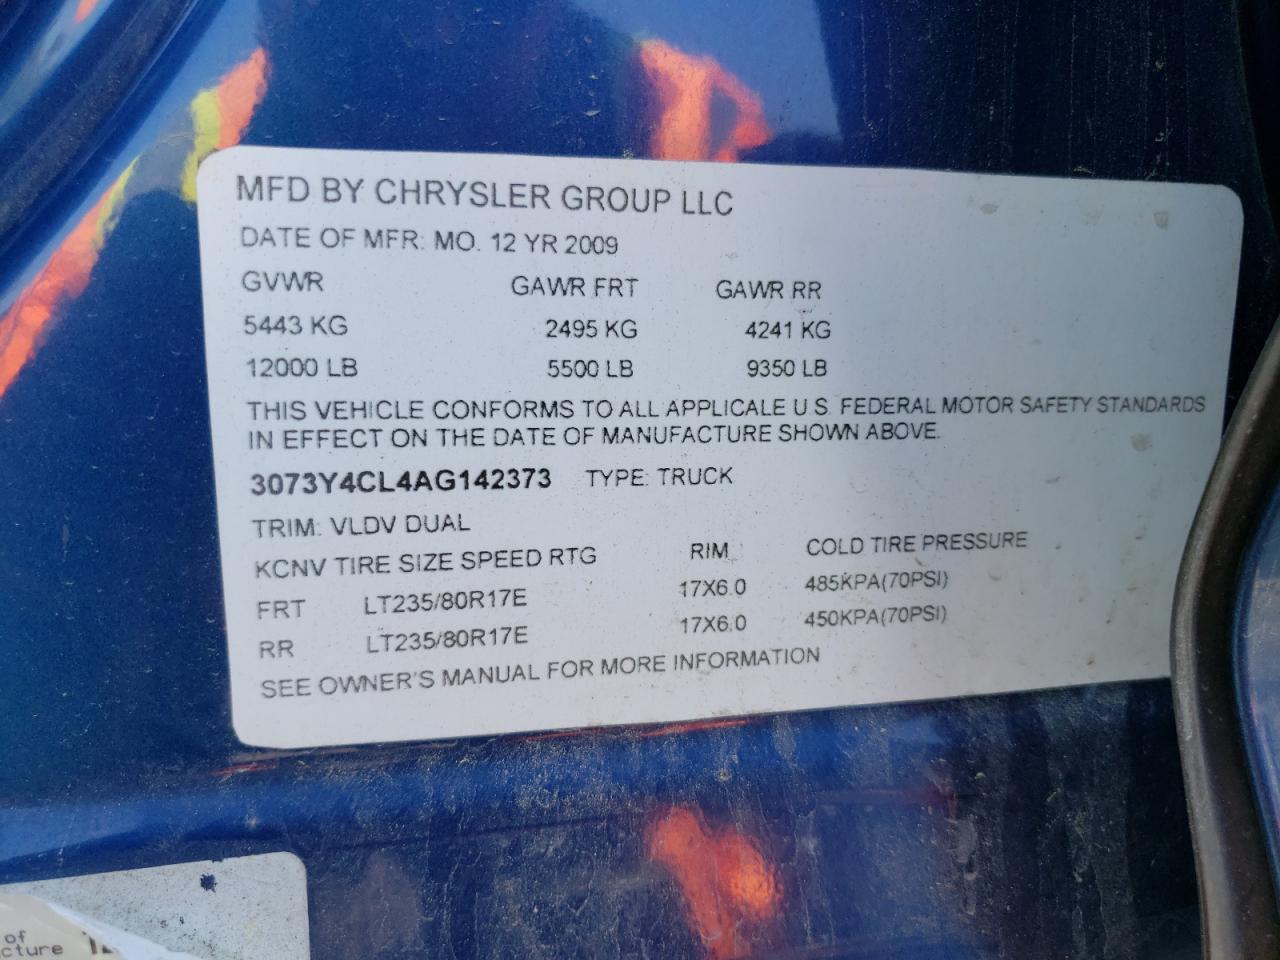 MFD BY CHRYSLER GROUP LLC
DATE OF MFR: MO. 12 YR 2009
GVWR GAWR FRT GAWR RR
5443 KG 2495 KG 4241 KG
12000 LB 5500 LB 9350 LB
THIS VEHICLE CONFORMS TO ALL APPLICALE U.S. FEDERAL MOTOR SAFETY STANDARDS
IN EFFECT ON THE DATE OF MANUFACTURE SHOWN ABOVE.
3073Y4CL4AG142373 TYPE: TRUCK
TRIM: VLDV DUAL
KCNV TIRE SIZE SPEED RTG RIM COLD TIRE PRESSURE
FRT LT235/80R17E 17X6.0 485KPA(70PSI)
RR LT235/80R17E 17X6.0 450KPA(70PSI)
SEE OWNER'S MANUAL FOR MORE INFORMATION
of
cture